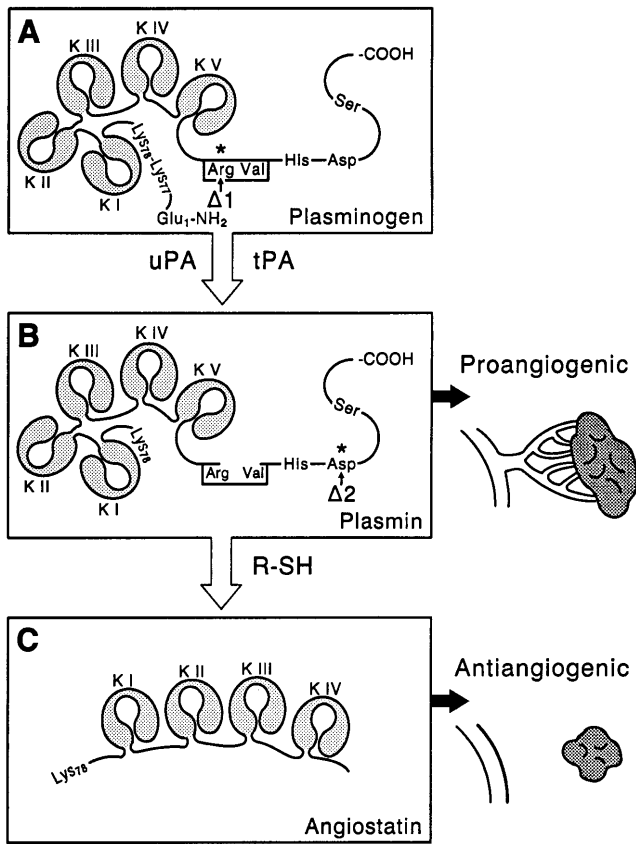 A
K III
K IV
K V
K II
K I
Lys78-Lys77
Glu1-NH2
*
Arg Val
Δ1
His-Asp
Ser
-COOH
Plasminogen
uPA tPA
B
K III
K IV
K V
K II
K I
Lys78
Arg Val
His-Asp
*
Δ2
Ser
-COOH
Plasmin
Proangiogenic
R-SH
C
K I
K II
K III
K IV
Lys78
Angiostatin
Antiangiogenic